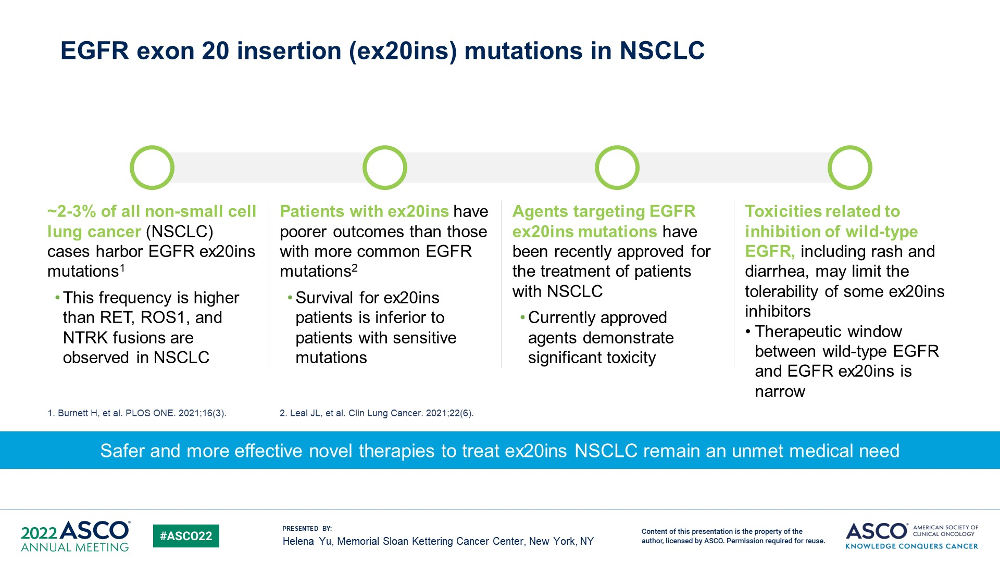 EGFR exon 20 insertion (ex20ins) mutations in NSCLC
~2-3% of all non-small cell
lung cancer (NSCLC)
cases harbor EGFR ex20ins
mutations1
• This frequency is higher
than RET, ROS1, and
NTRK fusions are
observed in NSCLC
Patients with ex20ins have
poorer outcomes than those
with more common EGFR
mutations2
• Survival for ex20ins
patients is inferior to
patients with sensitive
mutations
Agents targeting EGFR
ex20ins mutations have
been recently approved for
the treatment of patients
with NSCLC
• Currently approved
agents demonstrate
significant toxicity
Toxicities related to
inhibition of wild-type
EGFR, including rash and
diarrhea, may limit the
tolerability of some ex20ins
inhibitors
• Therapeutic window
between wild-type EGFR
and EGFR ex20ins is
narrow
1. Burnett H, et al. PLOS ONE. 2021;16(3).
2. Leal JL, et al. Clin Lung Cancer. 2021;22(6).
Safer and more effective novel therapies to treat ex20ins NSCLC remain an unmet medical need
2022 ASCO®
ANNUAL MEETING
#ASCO22
PRESENTED BY:
Helena Yu, Memorial Sloan Kettering Cancer Center, New York, NY
Content of this presentation is the property of the
author, licensed by ASCO. Permission required for reuse.
ASCO®
AMERICAN SOCIETY OF
CLINICAL ONCOLOGY
KNOWLEDGE CONQUERS CANCER